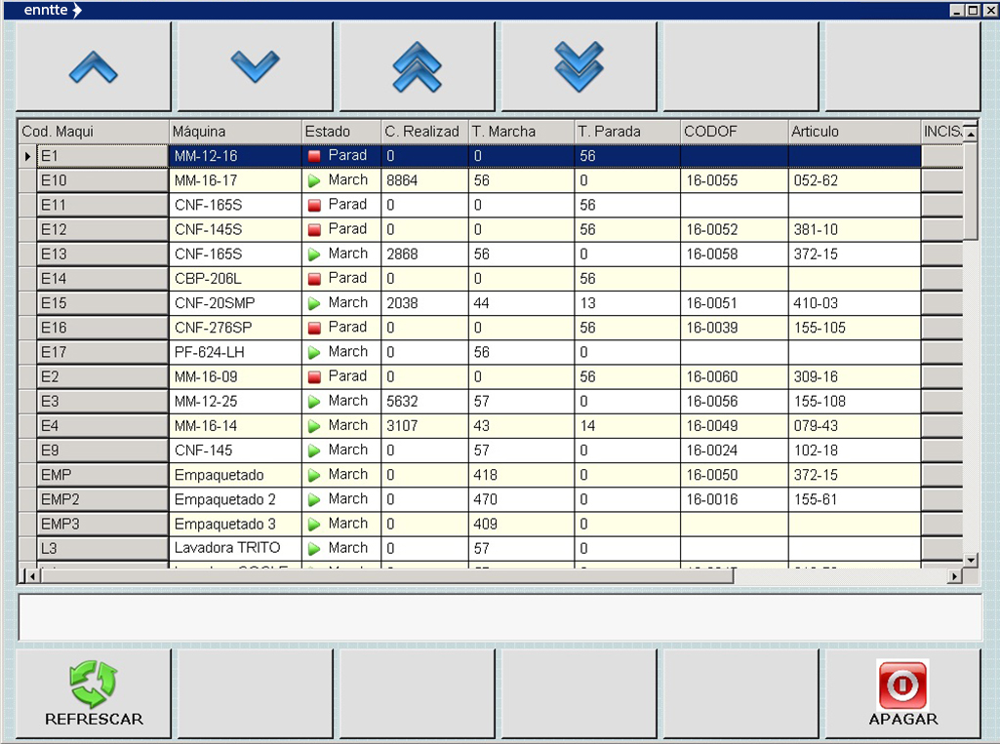 enntte
Cod. Maqui Máquina Estado C. Realizad T. Marcha T. Parada CODOF Articulo INCIS
E1 MM-12-16 Parad 0 0 56
E10 MM-16-17 March 8864 56 0 16-0055 052-62
E11 CNF-165S Parad 0 0 56
E12 CNF-145S Parad 0 0 56 16-0052 381-10
E13 CNF-165S March 2868 56 0 16-0058 372-15
E14 CBP-206L Parad 0 0 56
E15 CNF-20SMP March 2038 44 13 16-0051 410-03
E16 CNF-276SP Parad 0 0 56 16-0039 155-105
E17 PF-624-LH March 0 56 0
E2 MM-16-09 Parad 0 0 56 16-0060 309-16
E3 MM-12-25 March 5632 57 0 16-0056 155-108
E4 MM-16-14 March 3107 43 14 16-0049 079-43
E9 CNF-145 March 0 57 0 16-0024 102-18
EMP Empaquetado March 0 418 0 16-0050 372-15
EMP2 Empaquetado 2 March 0 470 0 16-0016 155-61
EMP3 Empaquetado 3 March 0 409 0
L3 Lavadora TRITO March 0 57 0
REFRESCAR APAGAR